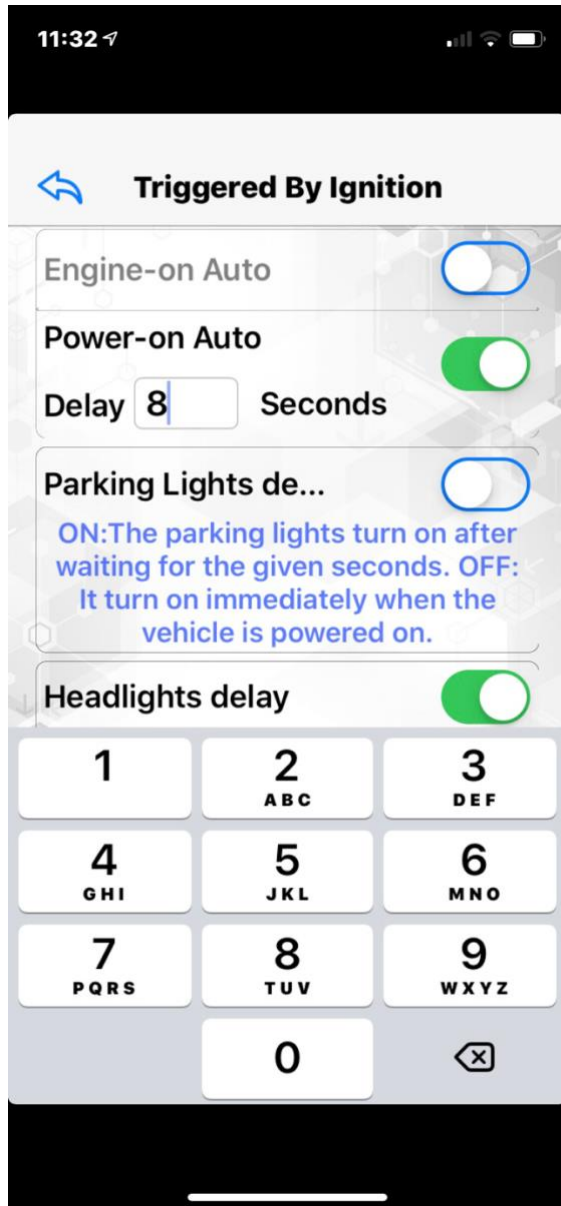 11:32
Triggered By Ignition
Engine-on Auto
Power-on Auto
Delay 8 Seconds
Parking Lights de...
ON:The parking lights turn on after
waiting for the given seconds. OFF:
It turn on immediately when the
vehicle is powered on.
Headlights delay
1 2 3
ABC DEF
4 5 6
GHI JKL MNO
7 8 9
PQRS TUV WXYZ
0